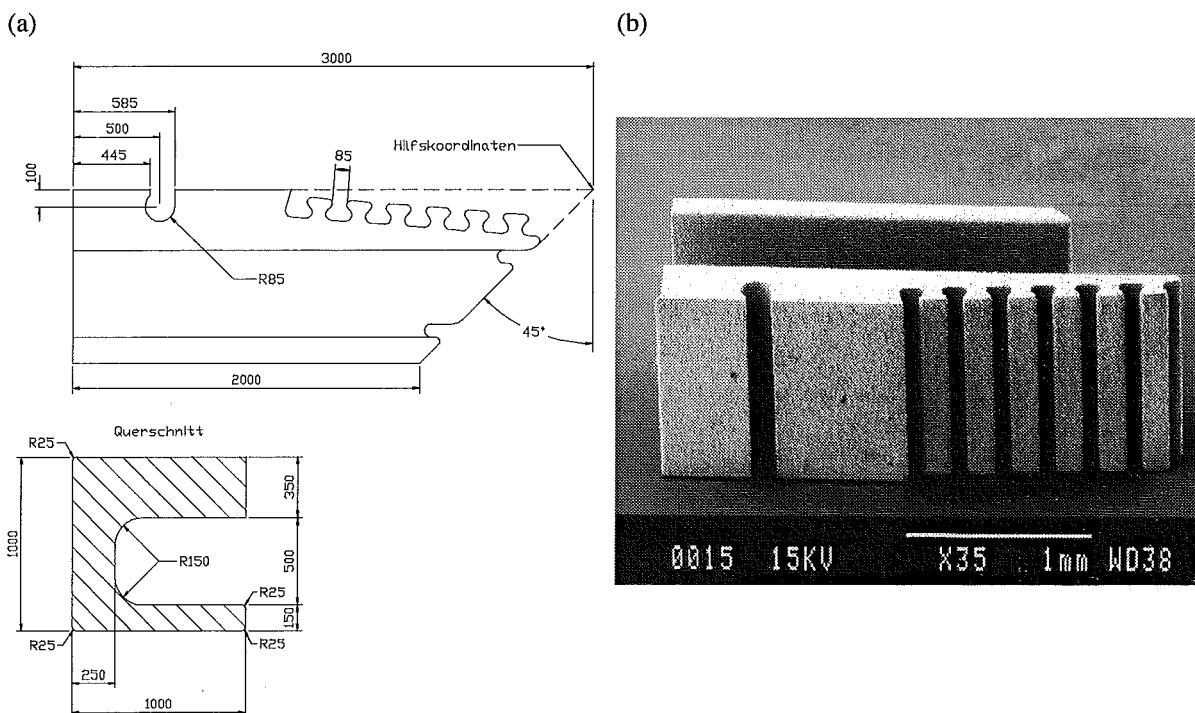 (a)
(b)
3000
585
500
445
100
85
Hilfskoordinaten
R85
45°
2000
Querschnitt
R25
350
1000
R150
500
R25
150
R25
R25
250
1000
0015 15KV X35 1mm WD38